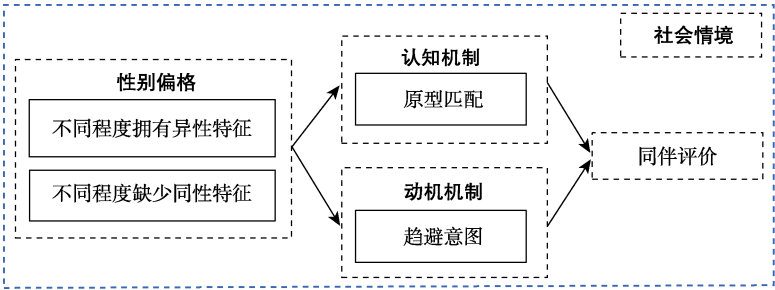 社会情境
性别偏格
不同程度拥有异性特征
不同程度缺少同性特征
认知机制
原型匹配
动机机制
趋避意图
同伴评价